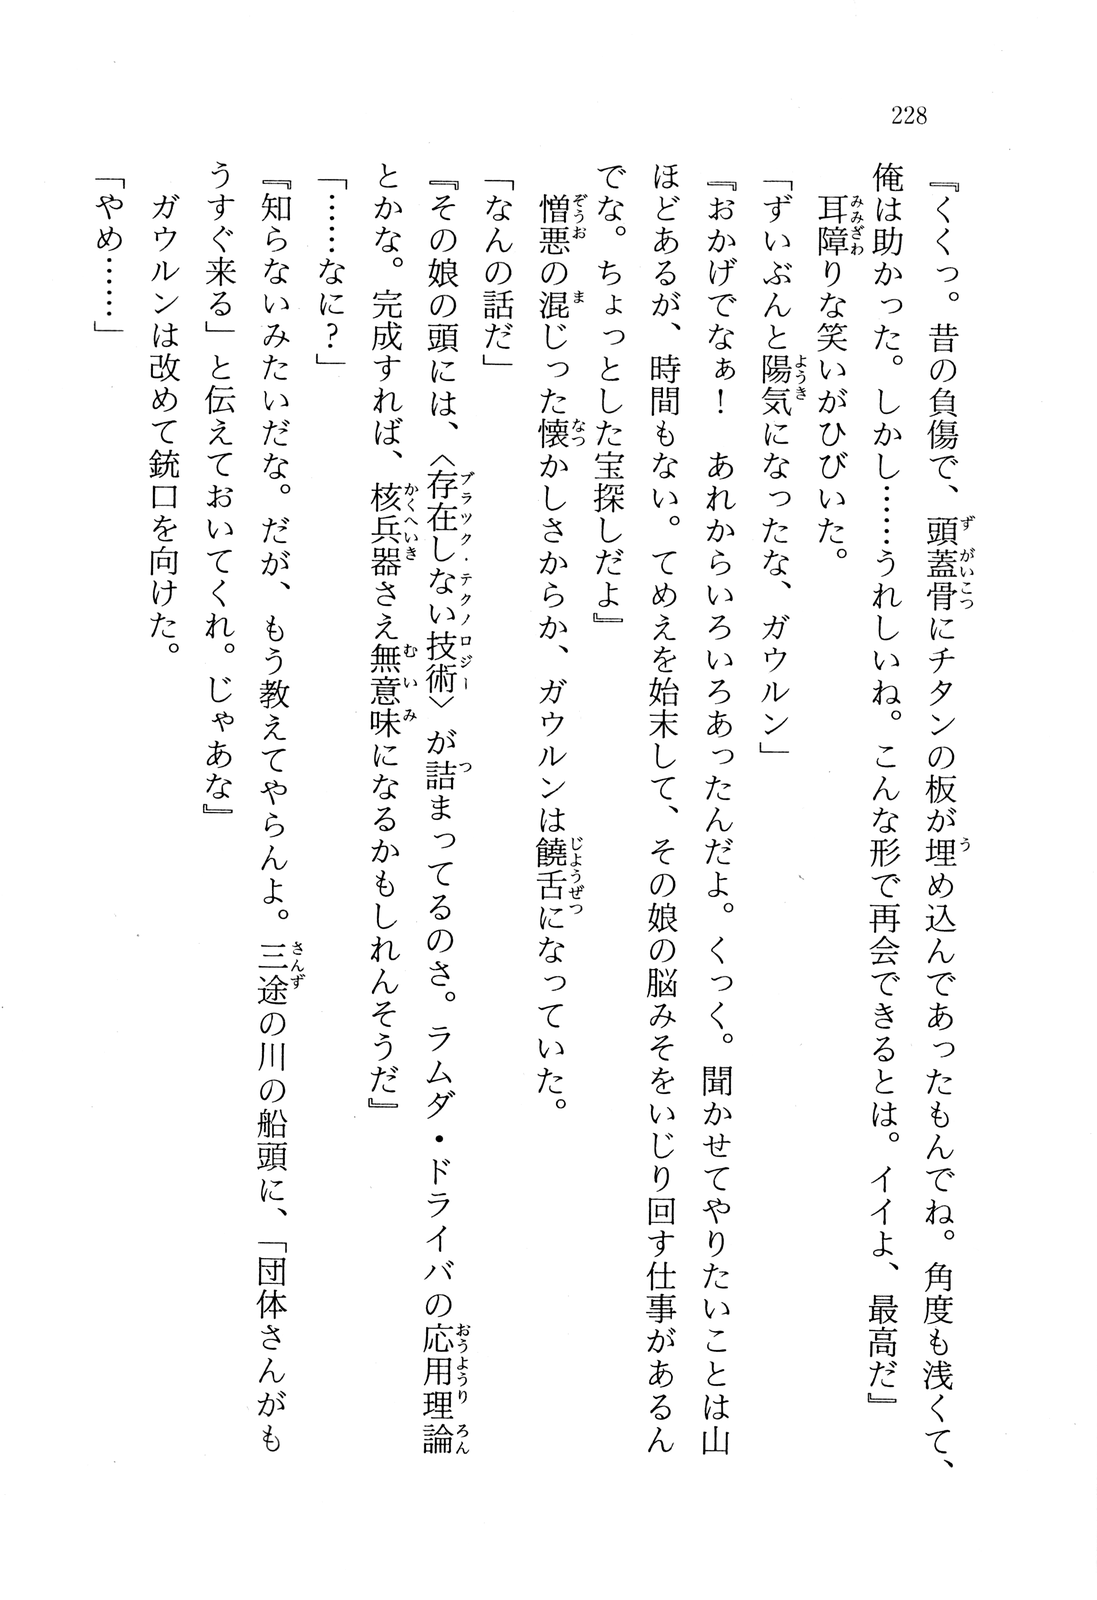 228
『くくっ。昔の負傷で、頭蓋骨にチタンの板が埋め込んであったもんでね。角度も浅くて、
俺は助かった。しかし……うれしいね。こんな形で再会できるとは。イイよ、最高だ』
耳障りな笑いがひびいた。
「ずいぶんと陽気になったな、ガウルン」
『おかげでなぁ！　あれからいろいろあったんだよ。くっく。聞かせてやりたいことは山
ほどあるが、時間もない。てめえを始末して、その娘の脳みそをいじり回す仕事があるん
でな。ちょっとした宝探しだよ』
憎悪の混じった懐かしさからか、ガウルンは饒舌になっていた。
「なんの話だ」
『その娘の頭には、〈存在しない技術〉が詰まってるのさ。ラムダ・ドライバの応用理論
とかな。完成すれば、核兵器さえ無意味になるかもしれんそうだ』
「……なに？」
『知らないみたいだな。だが、もう教えてやらんよ。三途の川の船頭に、「団体さんがも
うすぐ来る」と伝えておいてくれ。じゃあな』
ガウルンは改めて銃口を向けた。
「やめ……」